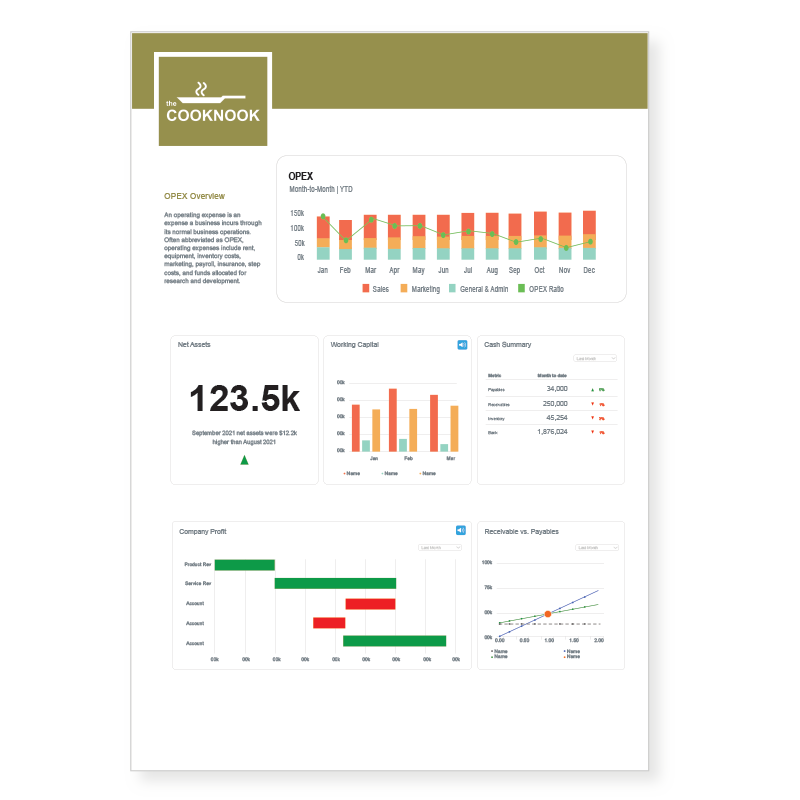 the
COOKNOOK
OPEX Overview
An operating expense is an
expense a business incurs through
its normal business operations.
Often abbreviated as OPEX,
operating expenses include rent,
equipment, inventory costs,
marketing, payroll, insurance, step
costs, and funds allocated for
research and development.
OPEX
Month-to-Month | YTD
150k
100k
50k
0k
Jan Feb Mar Apr May Jun Jul Aug Sep Oct Nov Dec
Sales Marketing General & Admin OPEX Ratio
Net Assets
123.5k
September 2021 net assets were $12.2k
higher than August 2021
Working Capital
00k
00k
00k
00k
00k
Jan Feb Mar
Name Name Name
Cash Summary
Last Month
Metric Month to date
Payables 34,000
Receivables 250,000
Inventory 45,254
Bank 1,876,024
Company Profit
Last Month
Product Rev
Service Rev
Account
Account
Account
00k 00k 00k 00k 00k 00k 00k 00k 00k
Receivable vs. Payables
Last Month
100k
75k
50k
00k
0.00 0.50 1.00 1.50 2.00
Name Name
Name Name